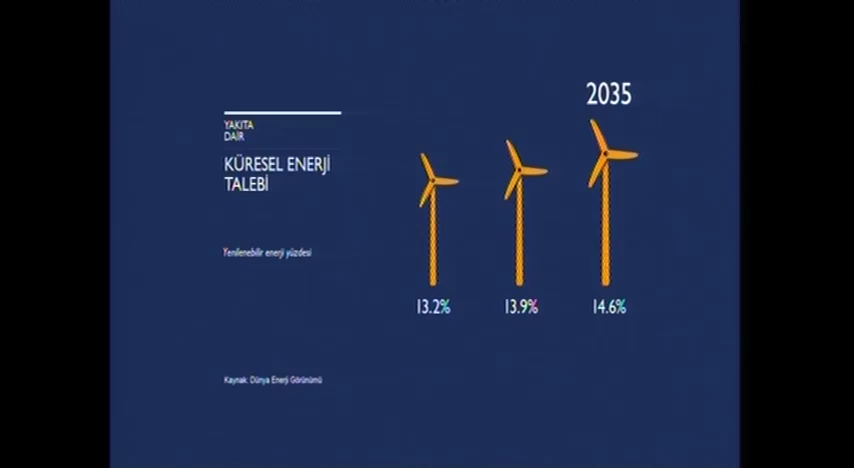 YAKITA
DAİR
KÜRESEL ENERJİ
TALEBİ
Yenilenebilir enerji yüzdesi
2035
13.2%
13.9%
14.6%
Kaynak: Dünya Enerji Görünümü